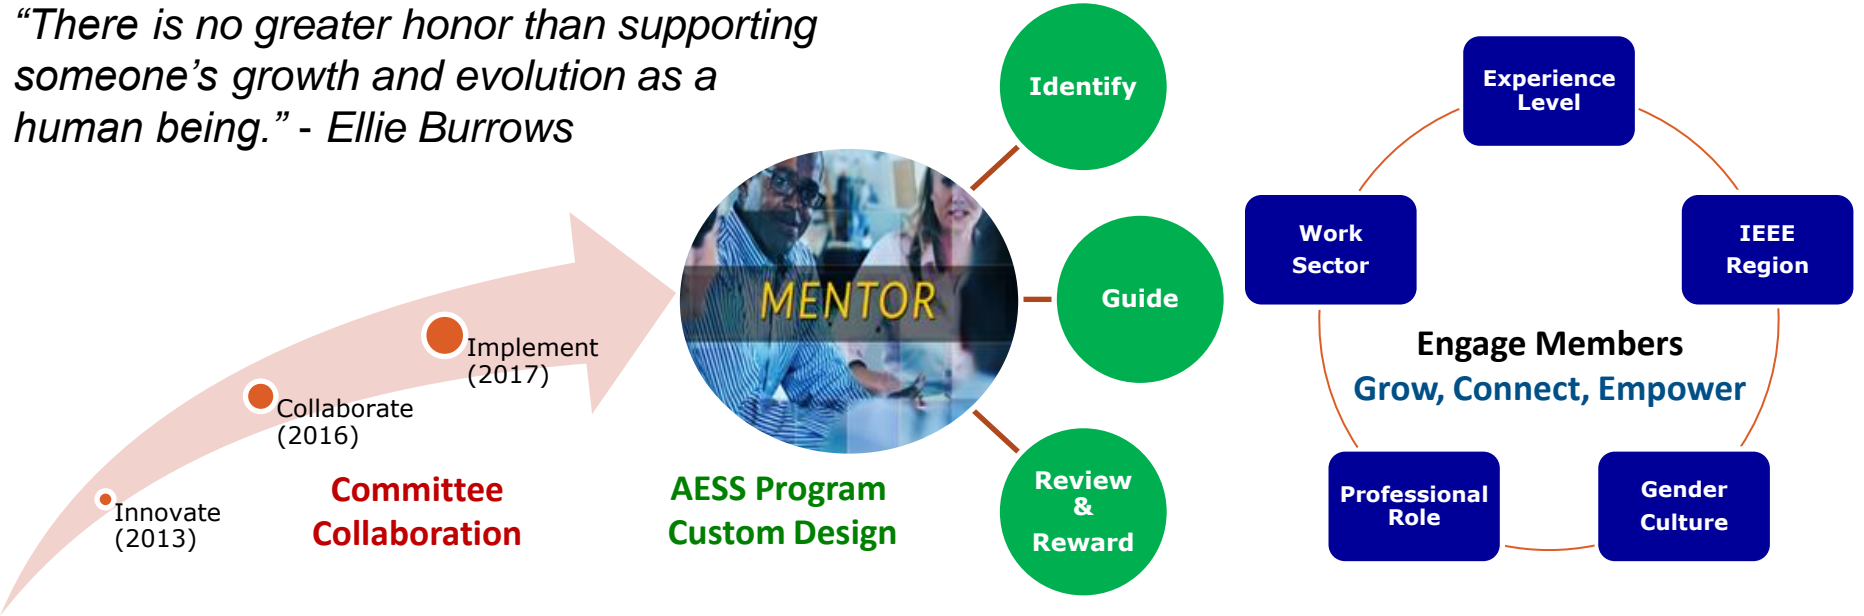 “There is no greater honor than supporting
someone’s growth and evolution as a
human being.” - Ellie Burrows
Innovate
(2013)
Collaborate
(2016)
Implement
(2017)
Committee
Collaboration
MENTOR
AESS Program
Custom Design
Identify
Guide
Review
&
Reward
Experience
Level
IEEE
Region
Gender
Culture
Professional
Role
Work
Sector
Engage Members
Grow, Connect, Empower